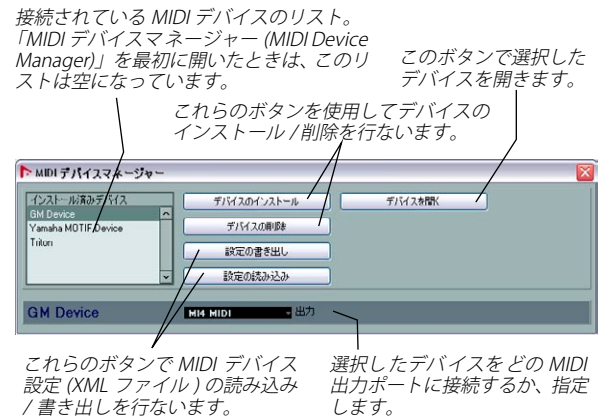 接続されている MIDI デバイスのリスト。
「MIDI デバイスマネージャー (MIDI Device
Manager)」を最初に開いたときは、このリ
ストは空になっています。
このボタンで選択した
デバイスを開きます。
これらのボタンを使用してデバイスの
インストール / 削除を行ないます。
MIDI デバイスマネージャー
インストール済みデバイス
GM Device
Yamaha MOTIF Device
Triton
デバイスのインストール
デバイスの削除
設定の書き出し
設定の読み込み
デバイスを開く
GM Device
MI4 MIDI
出力
これらのボタンで MIDI デバイス
設定 (XML ファイル ) の読み込み
/ 書き出しを行ないます。
選択したデバイスをどの MIDI
出力ポートに接続するか、指定
します。